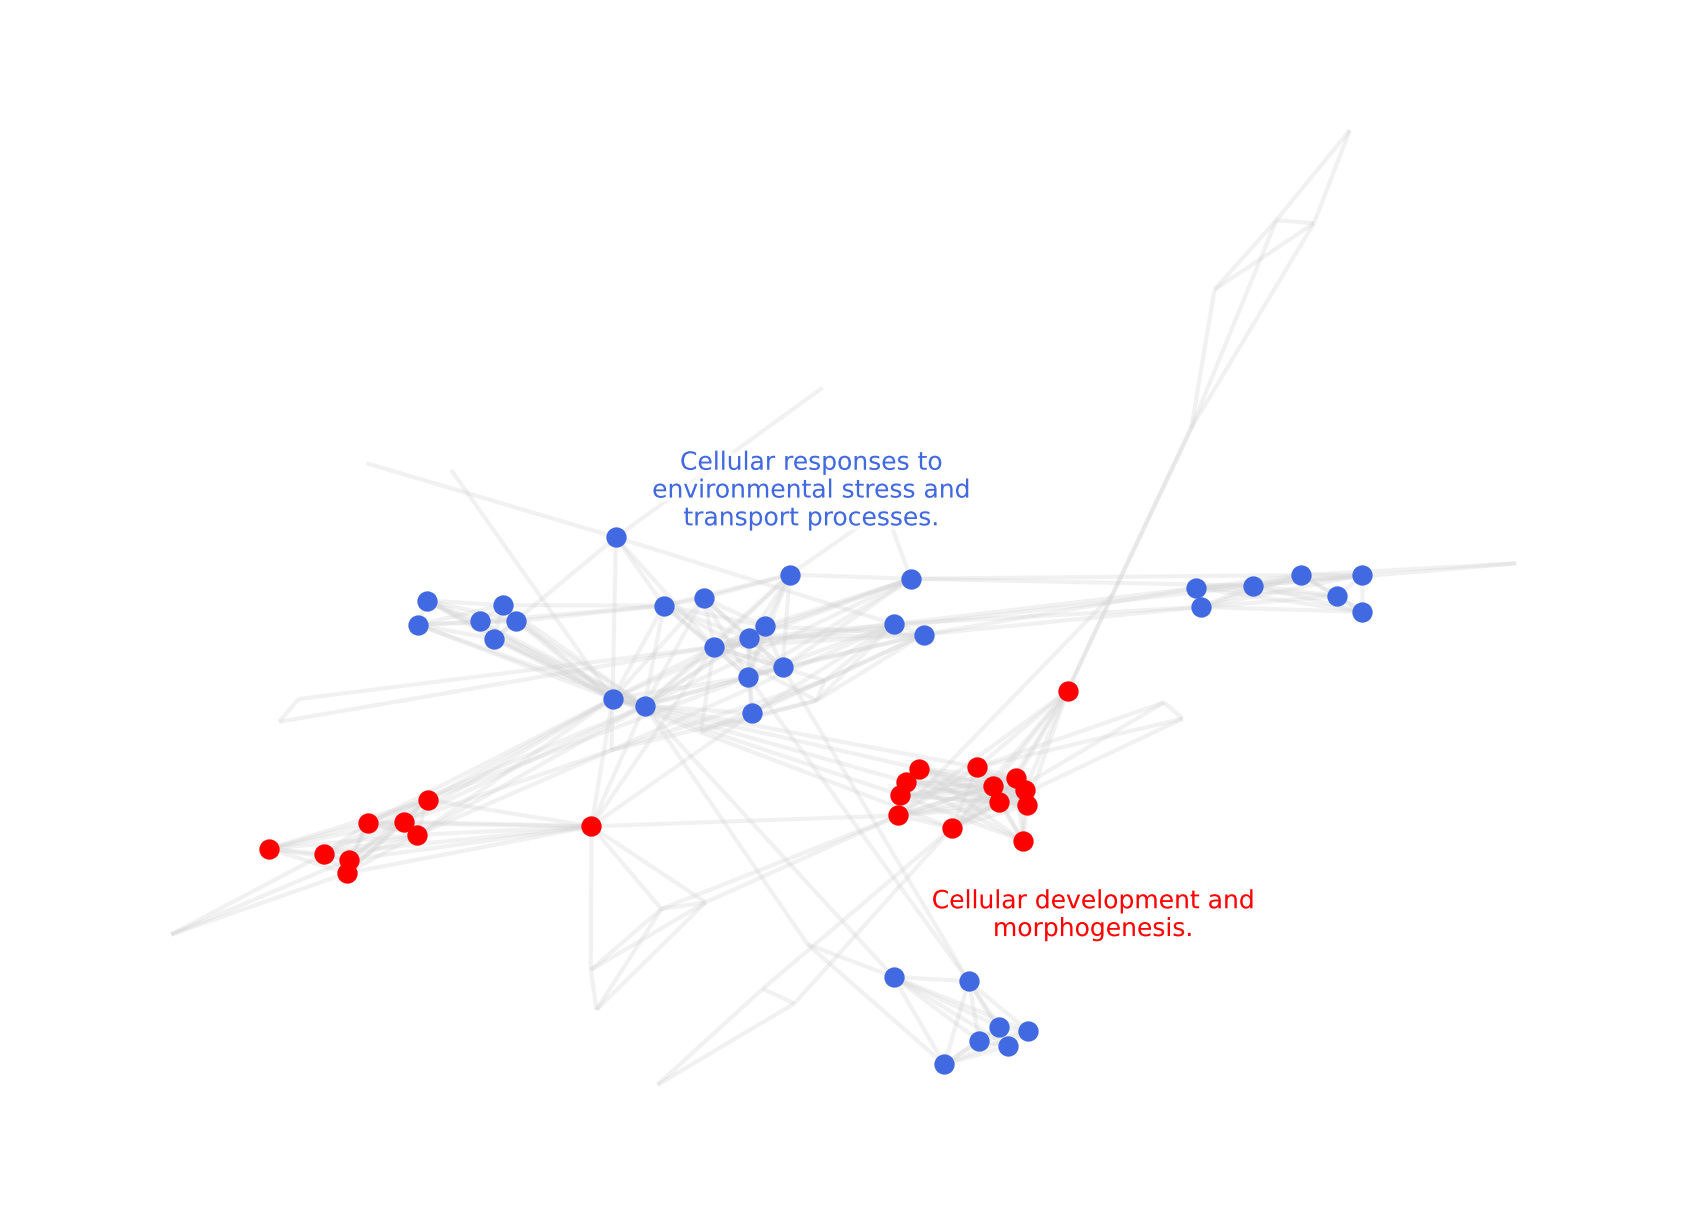 Cellular responses to
environmental stress and
transport processes.
Cellular development and
morphogenesis.